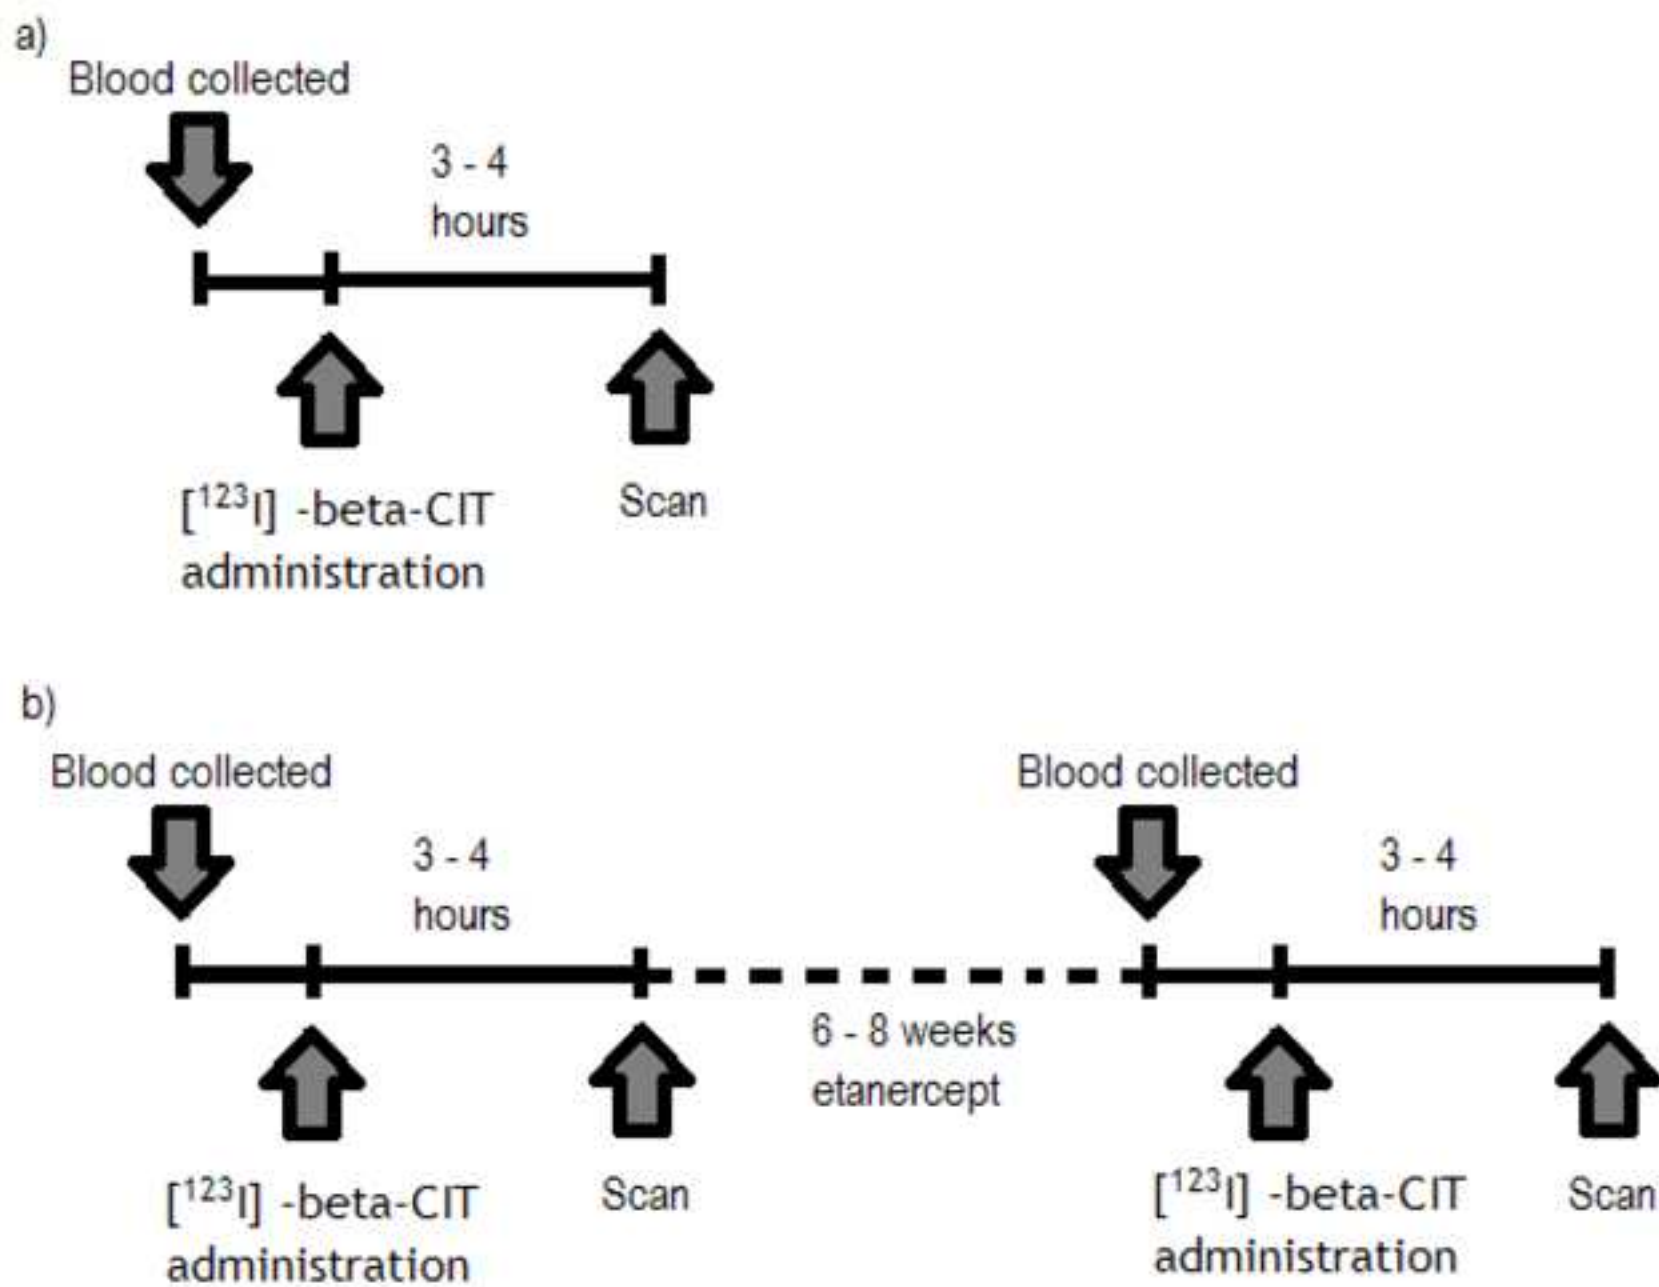 a)
Blood collected
3 - 4
hours
[¹²³I] -beta-CIT
administration
Scan
b)
Blood collected
3 - 4
hours
[¹²³I] -beta-CIT
administration
Scan
6 - 8 weeks
etanercept
Blood collected
3 - 4
hours
[¹²³I] -beta-CIT
administration
Scan